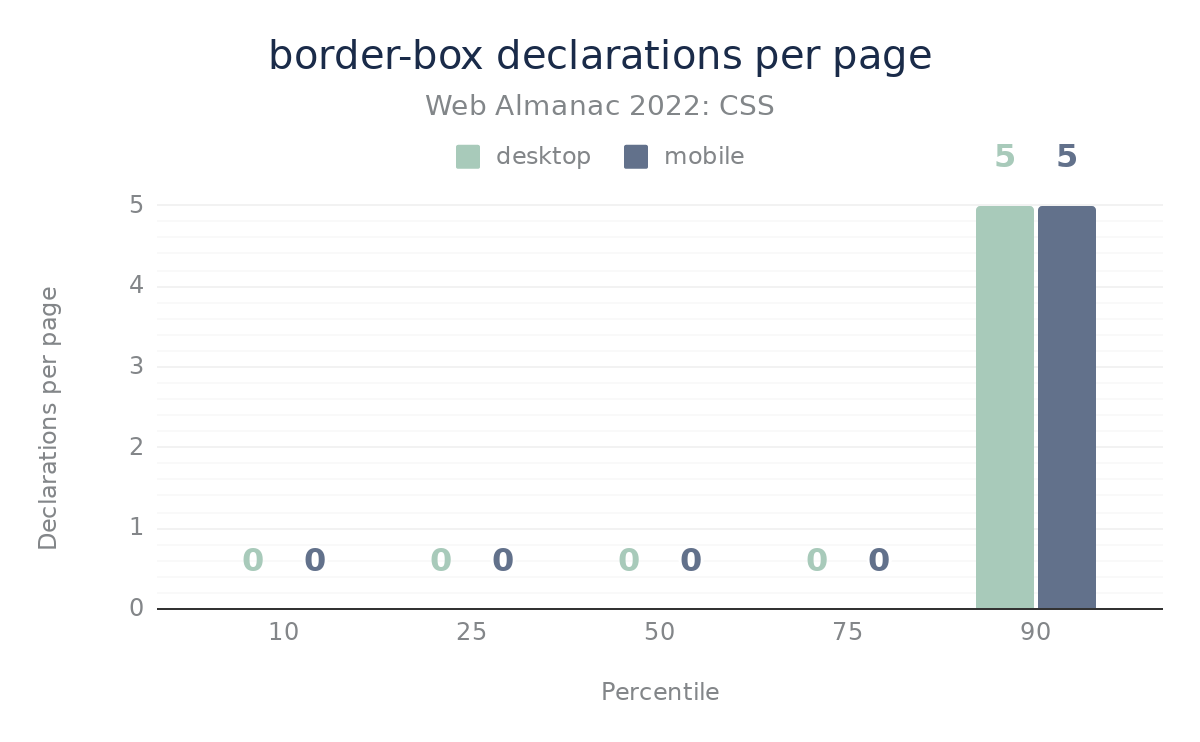 border-box declarations per page
Web Almanac 2022: CSS
desktop mobile
5 5
Declarations per page
5
4
3
2
1
0
0 0 0 0 0 0 0 0
10 25 50 75 90
Percentile